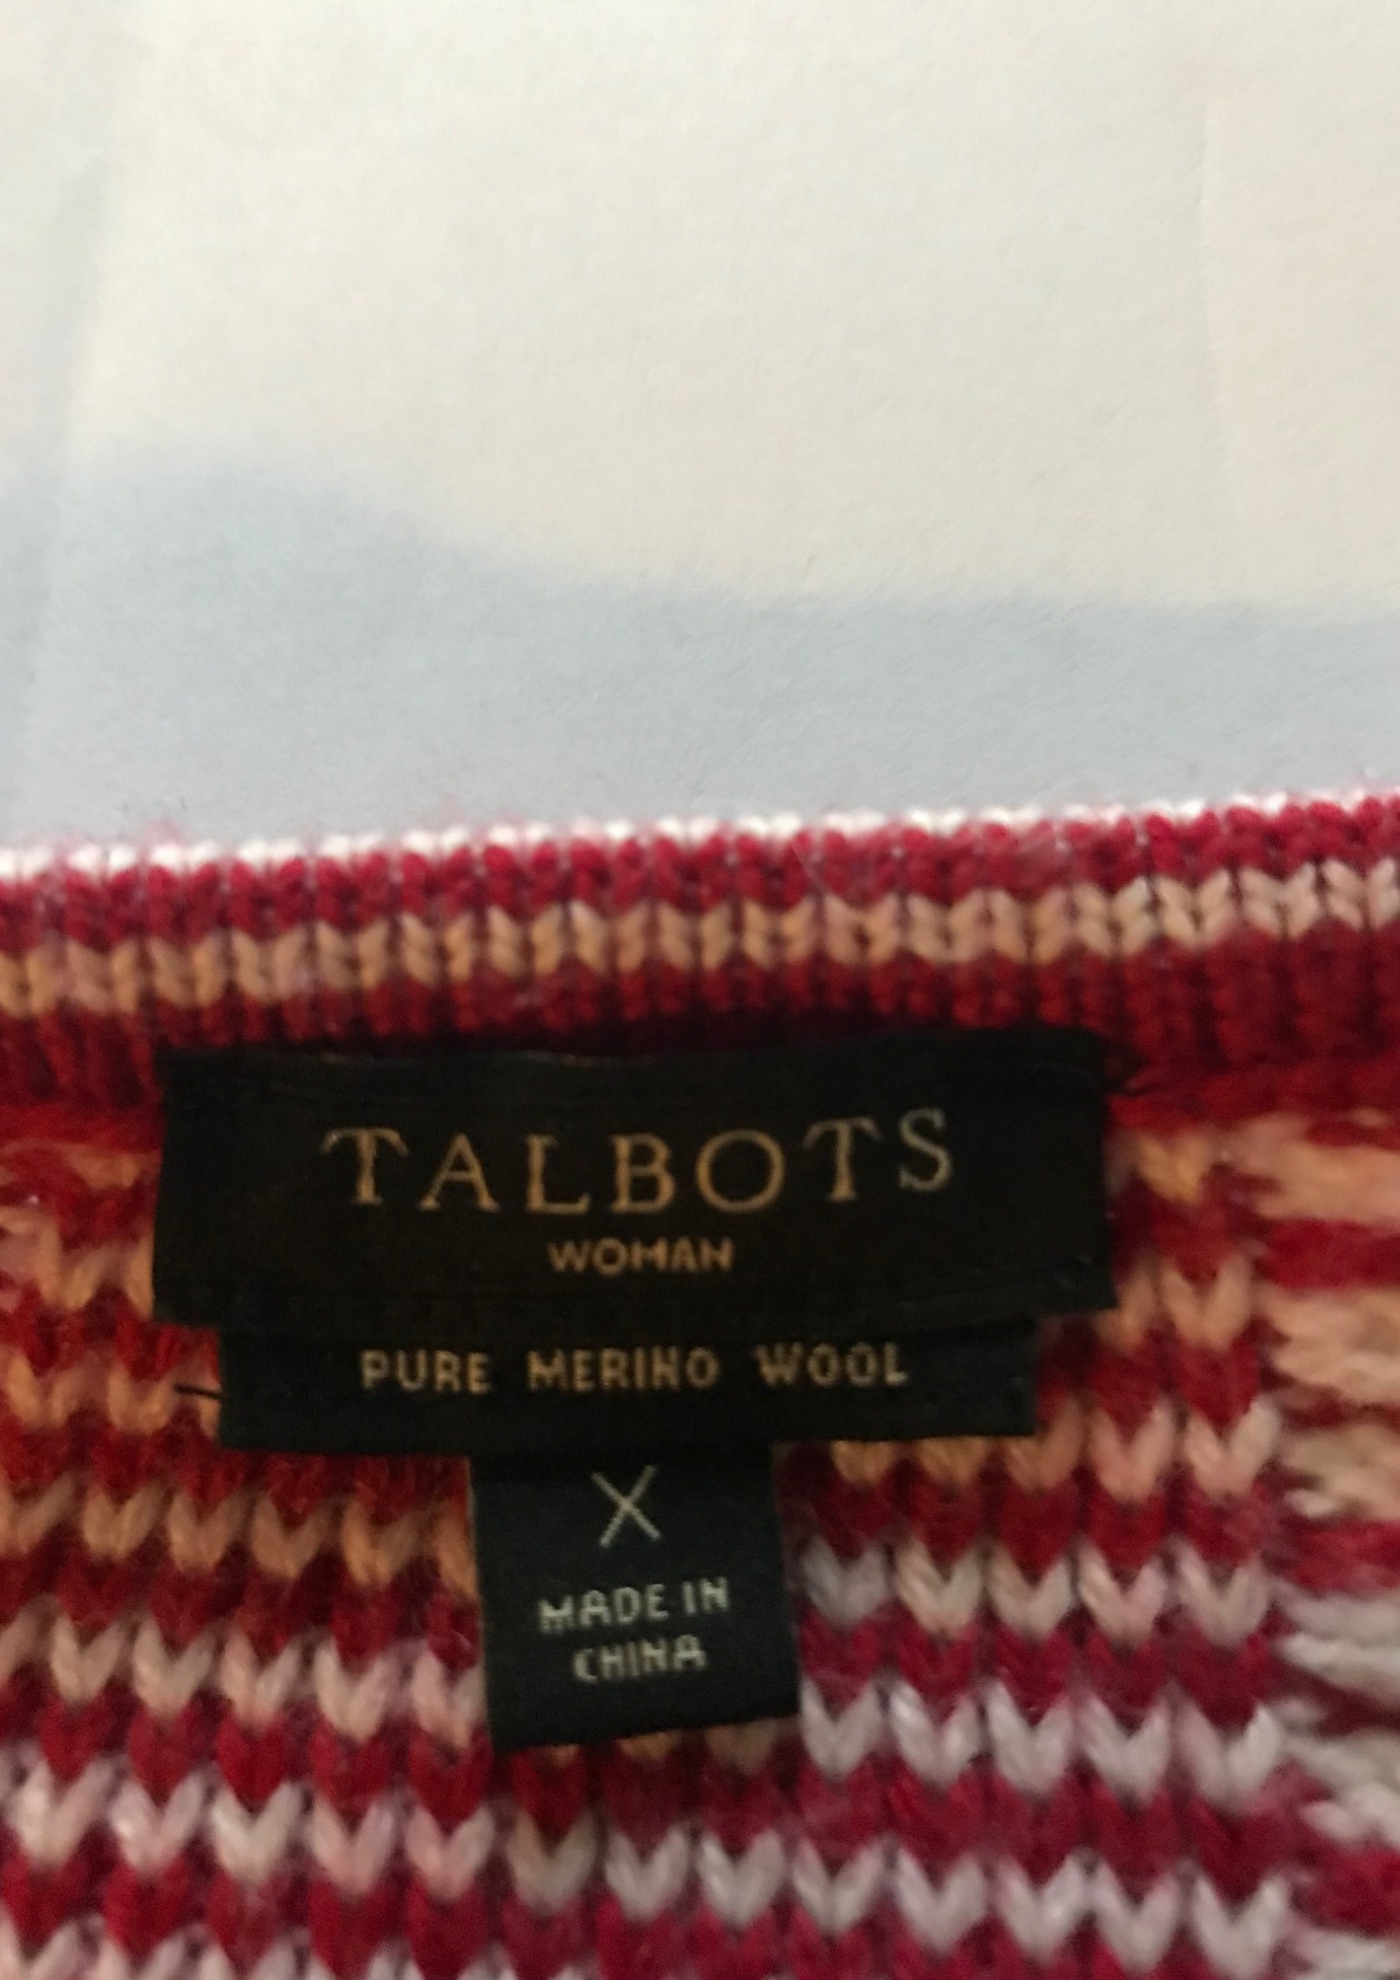 TALBOTS
WOMAN
PURE MERINO WOOL
X
MADE IN
CHINA